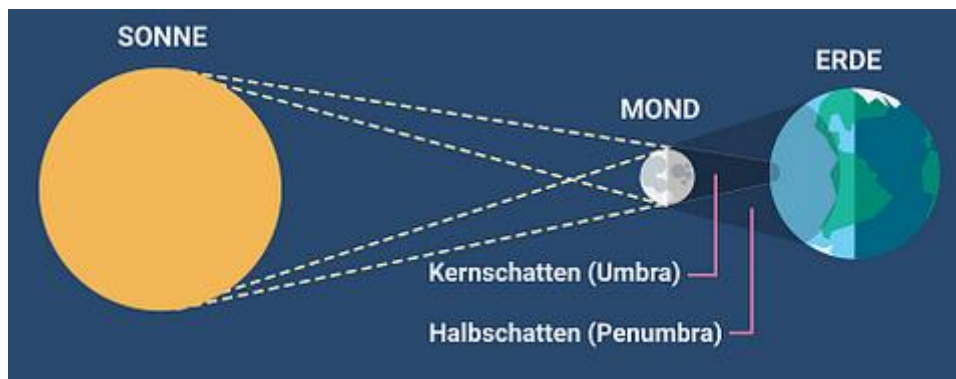 SONNE
ERDE
MOND
Kernschatten (Umbra)
Halbschatten (Penumbra)